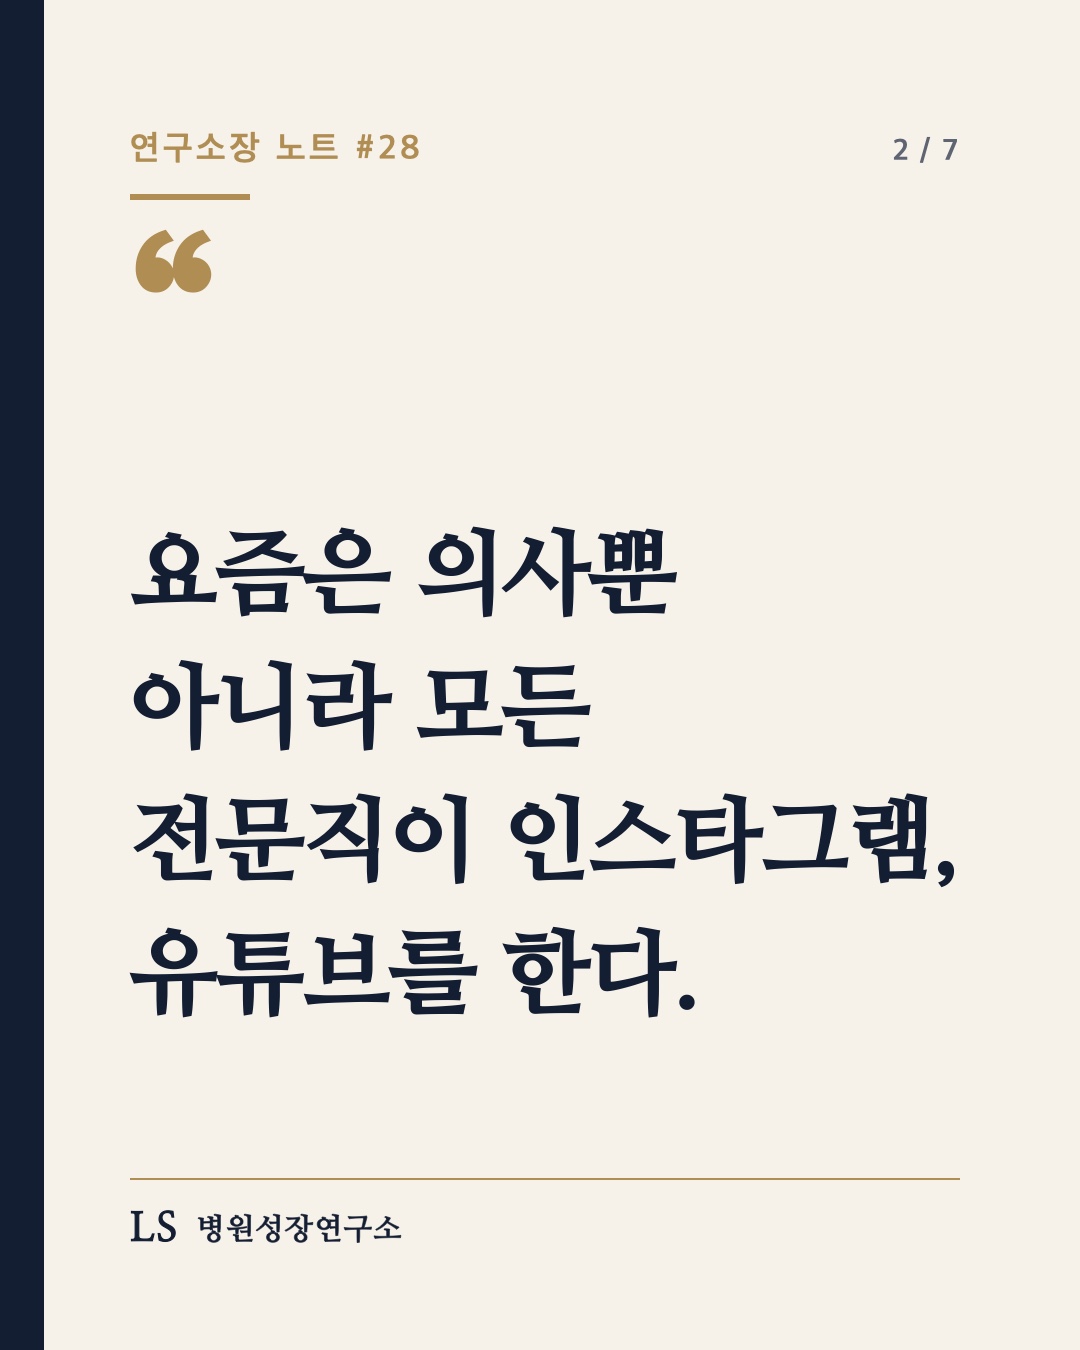 연구소장 노트 #28
2 / 7
“
요즘은 의사뿐
아니라 모든
전문직이 인스타그램,
유튜브를 한다.
LS 병원성장연구소